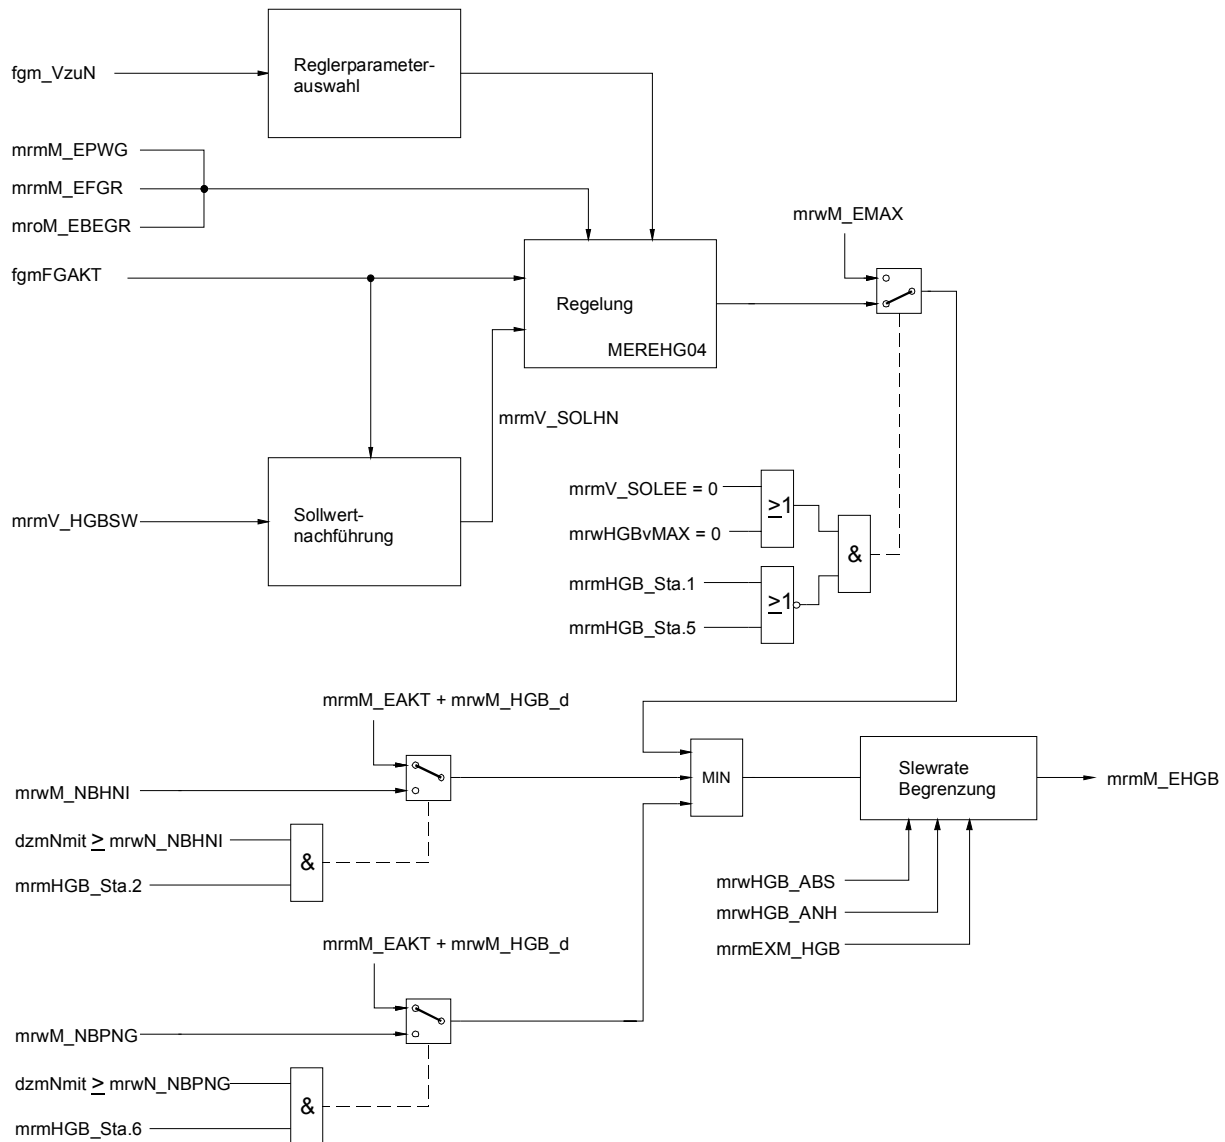 fgm_VzuN
Reglerparameter-
auswahl
mrmM_EPWG
mrmM_EFGR
mroM_EBEGR
fgmFGAKT
mrwM_EMAX
Regelung
MEREHG04
mrmV_SOLHN
mrmV_HGBSW
Sollwert-
nachführung
mrmV_SOLEE = 0
mrwHGBvMAX = 0
≥1
&
mrmHGB_Sta.1
mrmHGB_Sta.5
≥1
mrmM_EAKT + mrwM_HGB_d
mrwM_NBHNI
dzmNmit ≥ mrwN_NBHNI
mrmHGB_Sta.2
&
MIN
Slewrate
Begrenzung
mrmM_EHGB
mrwHGB_ABS
mrwHGB_ANH
mrmEXM_HGB
mrmM_EAKT + mrwM_HGB_d
mrwM_NBPNG
dzmNmit ≥ mrwN_NBPNG
mrmHGB_Sta.6
&